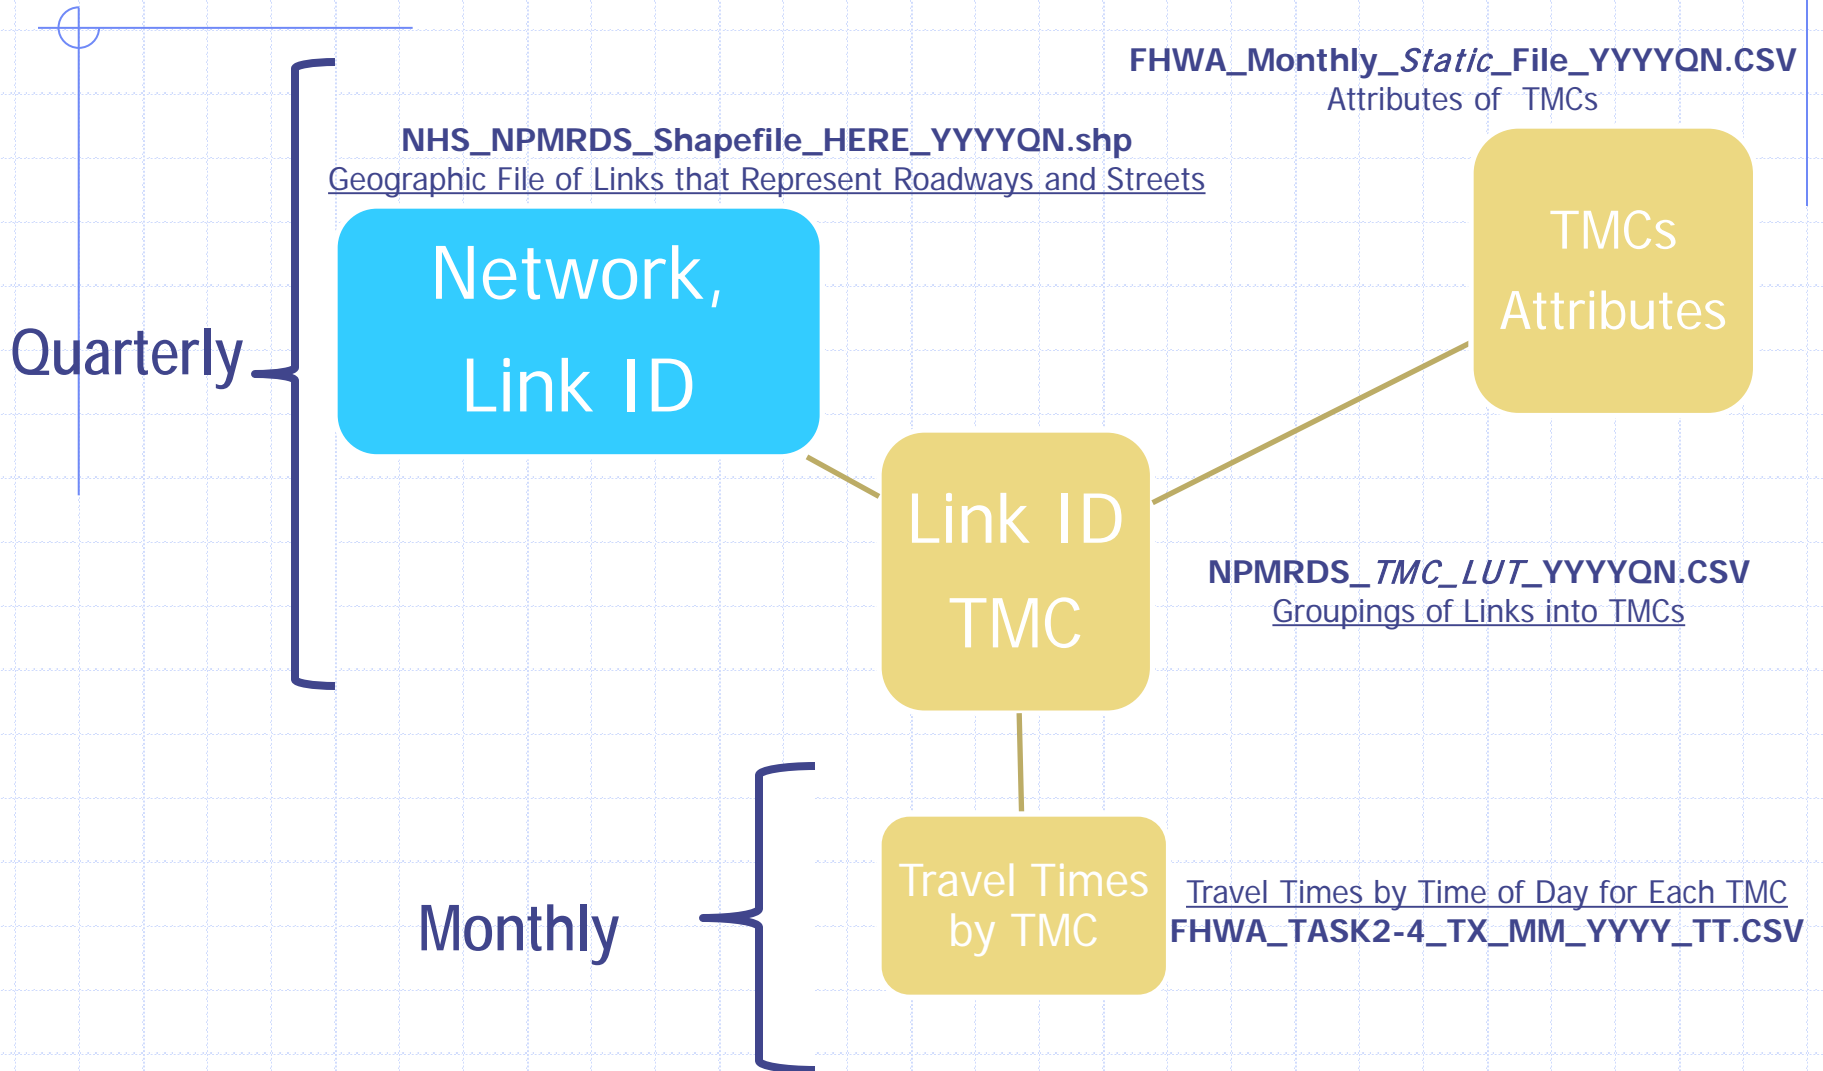 FHWA_Monthly_Static_File_YYYYQN.CSV
Attributes of TMCs
NHS_NPMRDS_Shapefile_HERE_YYYYQN.shp
Geographic File of Links that Represent Roadways and Streets
TMCs
Attributes
Network,
Link ID
Quarterly
Link ID
TMC
NPMRDS_TMC_LUT_YYYYQN.CSV
Groupings of Links into TMCs
Travel Times
by TMC
Travel Times by Time of Day for Each TMC
FHWA_TASK2-4_TX_MM_YYYY_TT.CSV
Monthly